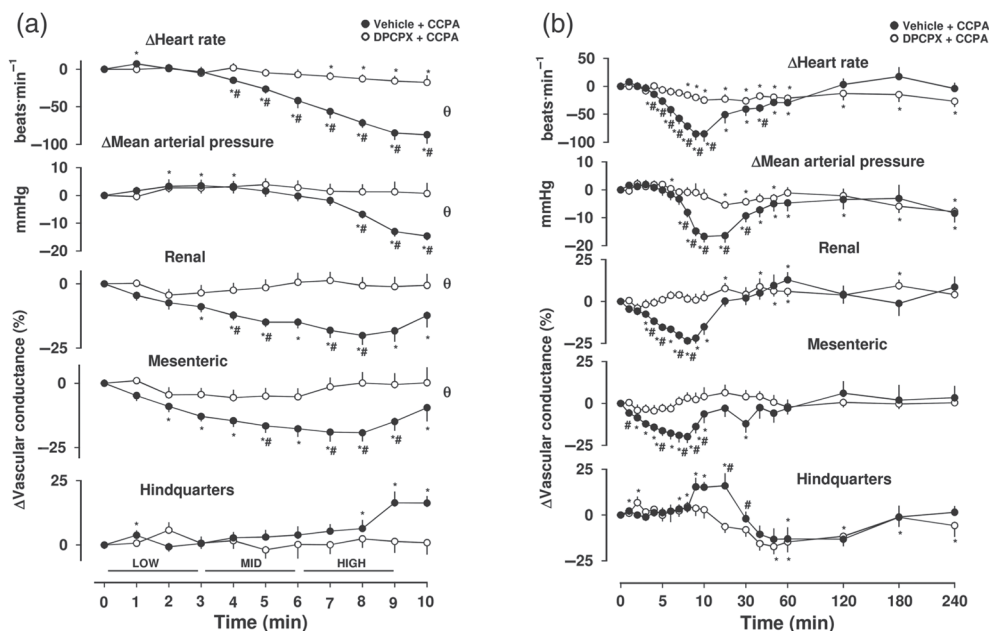 (a)
Vehicle + CCPA
DPCPX + CCPA
ΔHeart rate
beats·min⁻¹
0
−50
−100
*
*#
*#
*#
*#
*#
*#
*#
*
*
*
*
θ
ΔMean arterial pressure
mmHg
10
0
−10
−20
*
*
*
*#
*#
*#
θ
ΔVascular conductance (%)
Renal
0
−25
*
*#
*#
*
*#
*#
*
*
θ
Mesenteric
0
−25
*
*
*
*#
*
*#
*#
*#
*
θ
Hindquarters
25
0
*
*
*
*
LOW
MID
HIGH
0 1 2 3 4 5 6 7 8 9 10
Time (min)
(b)
Vehicle + CCPA
DPCPX + CCPA
ΔHeart rate
beats·min⁻¹
50
0
−50
−100
ΔMean arterial pressure
mmHg
10
0
−10
−20
ΔVascular conductance (%)
Renal
25
0
−25
Mesenteric
25
0
−25
Hindquarters
25
0
−25
0 5 10 30 60 120 180 240
Time (min)